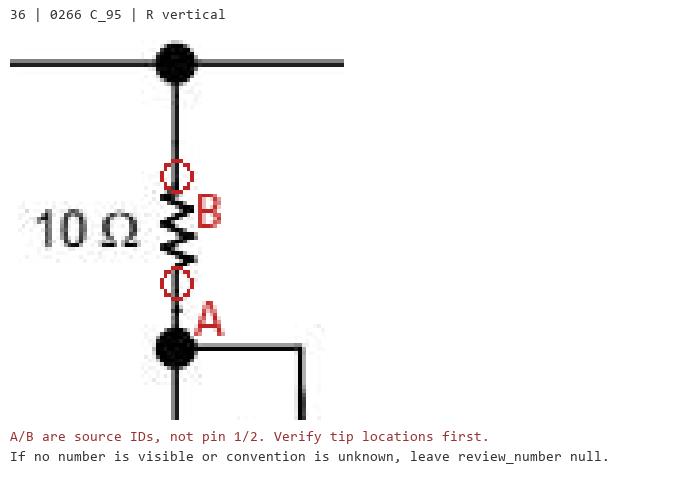 36 | 0266 C_95 | R vertical
B
10 Ω
A
A/B are source IDs, not pin 1/2. Verify tip locations first.
If no number is visible or convention is unknown, leave review_number null.